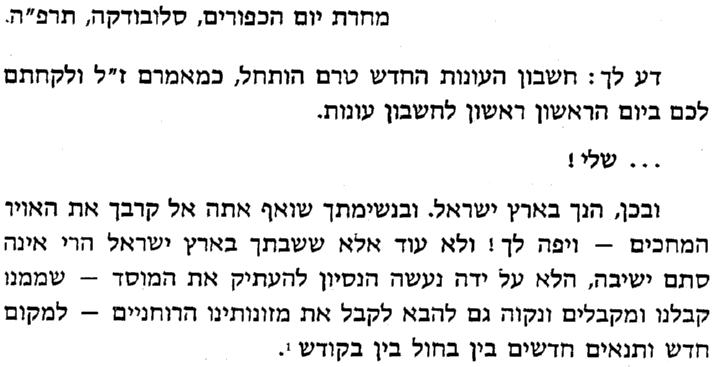 מחרת יום הכפורים, סלובודקה, תרפ״ה.
דע לך: חשבון העונות החדש טרם הותחל, כמאמרם ז״ל ולקחתם
לכם ביום הראשון ראשון לחשבון עונות.
... שלי!
ובכן, הנך בארץ ישראל. ובנשימתך שואף אתה אל קרבך את האויר
המחכים – ויפה לך! ולא עוד אלא ששבתך בארץ ישראל הרי אינה
סתם ישיבה, הלא על ידה נעשה הנסיון להעתיק את המוסד – שממנו
קבלנו ומקבלים ונקוה גם להבא לקבל את מזונותינו הרוחניים – למקום
חדש ותנאים חדשים בין בחול בין בקודש¹.